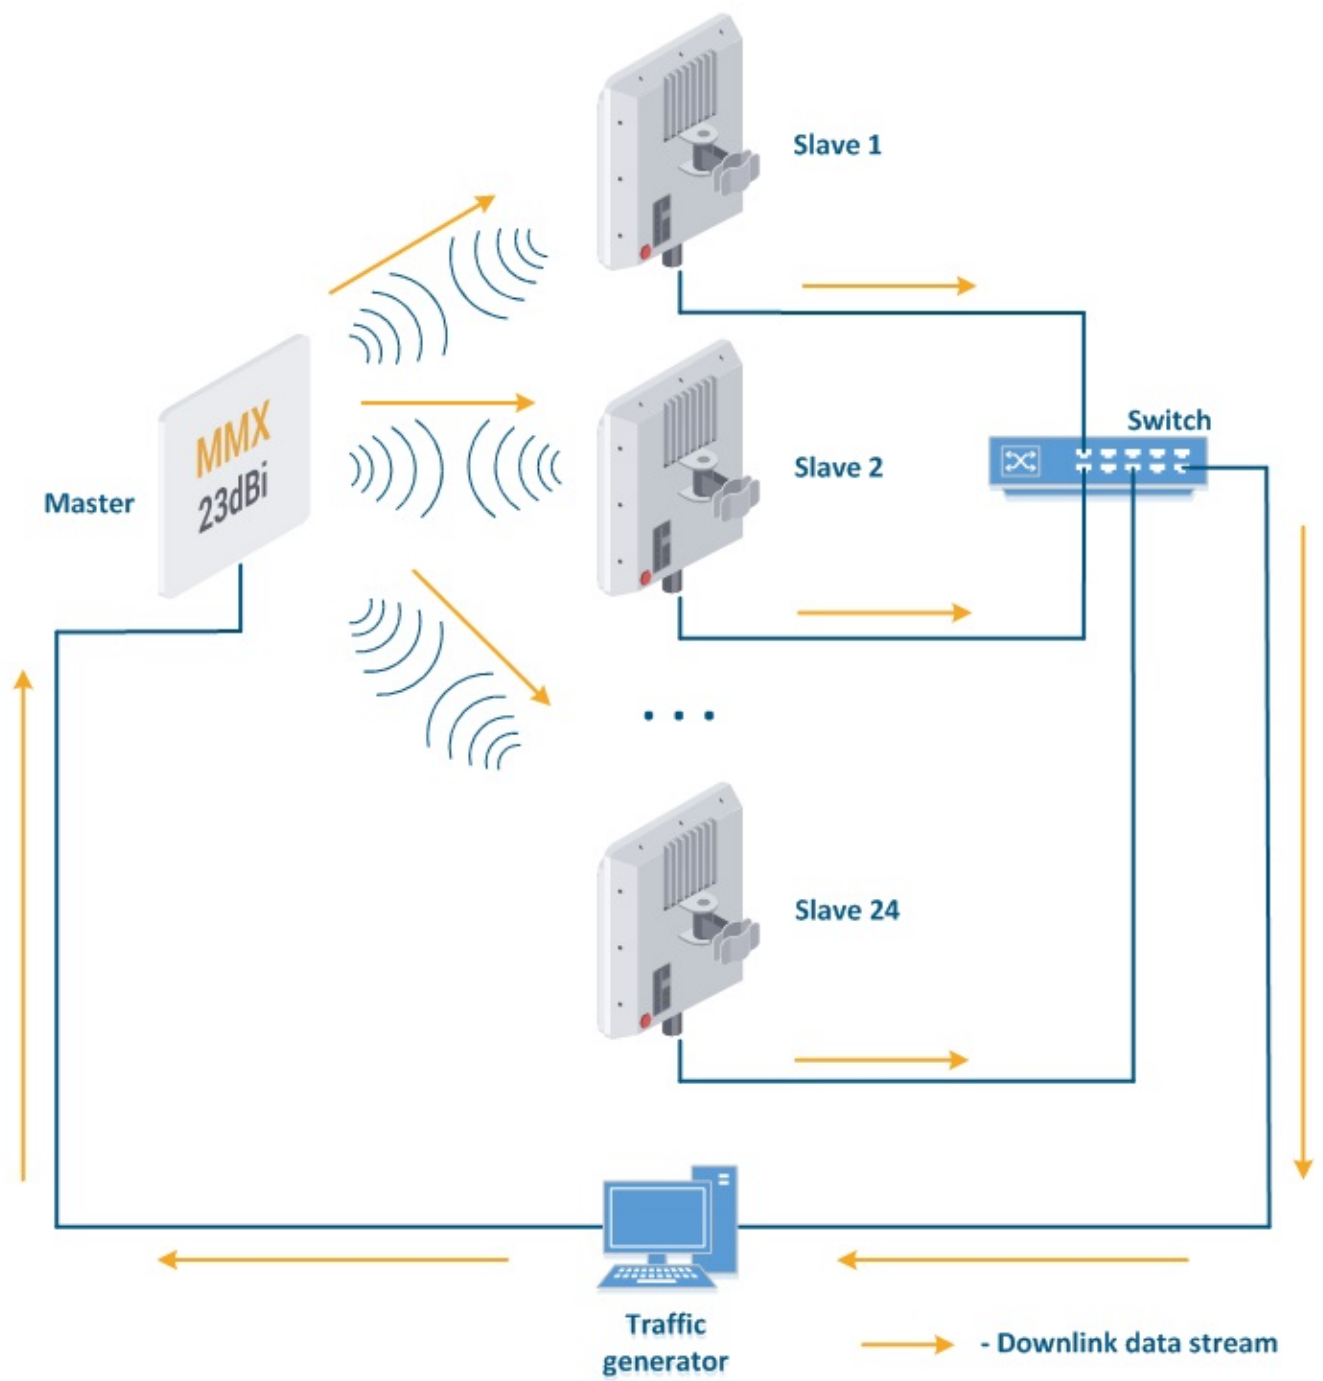 Slave 1
Switch
Slave 2
MMX
23dBi
Master
Slave 24
Traffic
generator
- Downlink data stream